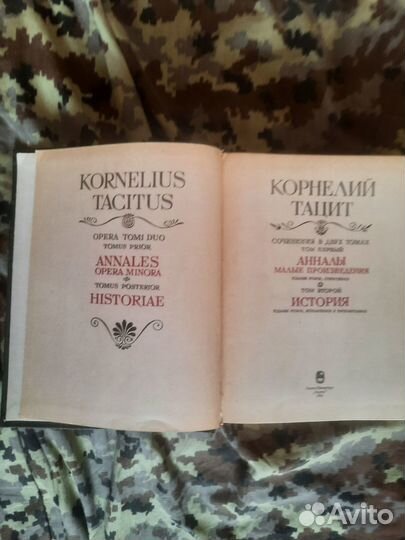 KORNELIUS
TACITUS
OPERA TOMI DUO
TOMUS PRIOR
ANNALES
OPERA MINORA
TOMUS POSTERIOR
HISTORIAE
КОРНЕЛИЙ
ТАЦИТ
СОЧИНЕНИЯ В ДВУХ ТОМАХ
ТОМ ПЕРВЫЙ
АННАЛЫ
МАЛЫЕ ПРОИЗВЕДЕНИЯ
ТОМ ВТОРОЙ
ИСТОРИЯ
Avito